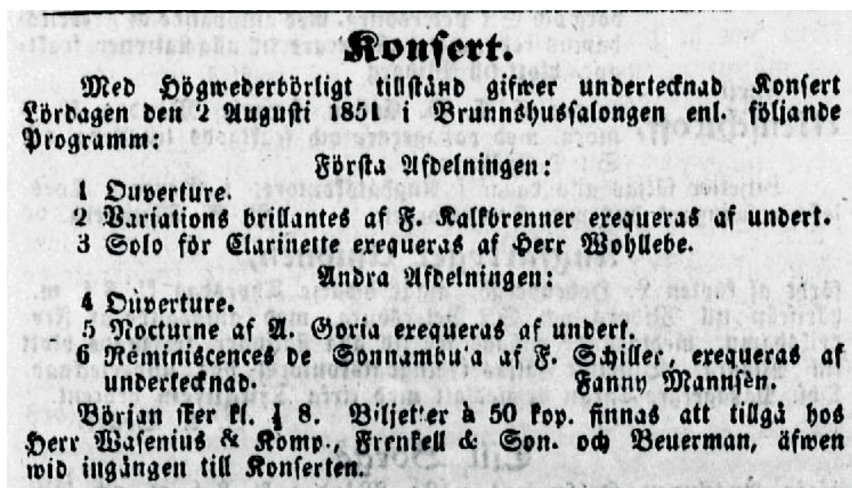 Konsert.
Med Högwederbörligt tillstånd gifwer undertecknad Konsert
Lördagen den 2 Augusti 1851 i Brunnshussalongen enl. följande
Programm:
Första Afdelningen:
1 Ouverture.
2 Variations brillantes af F. Kalkbrenner exequeras af undert.
3 Solo för Clarinette exequeras af Herr Wohllebe.
Andra Afdelningen:
4 Ouverture.
5 Nocturne af A. Goria exequeras af undert.
6 Réminiscences de Sonnambula af F. Schiller, exequeras af
undertecknad. Fanny Mannsén.
Början sker kl. ½ 8. Biljetter à 50 kop. finnas att tillgå hos
Herr Wasenius & Komp., Frenkell & Son. och Beuerman, äfwen
wid ingången till Konserten.